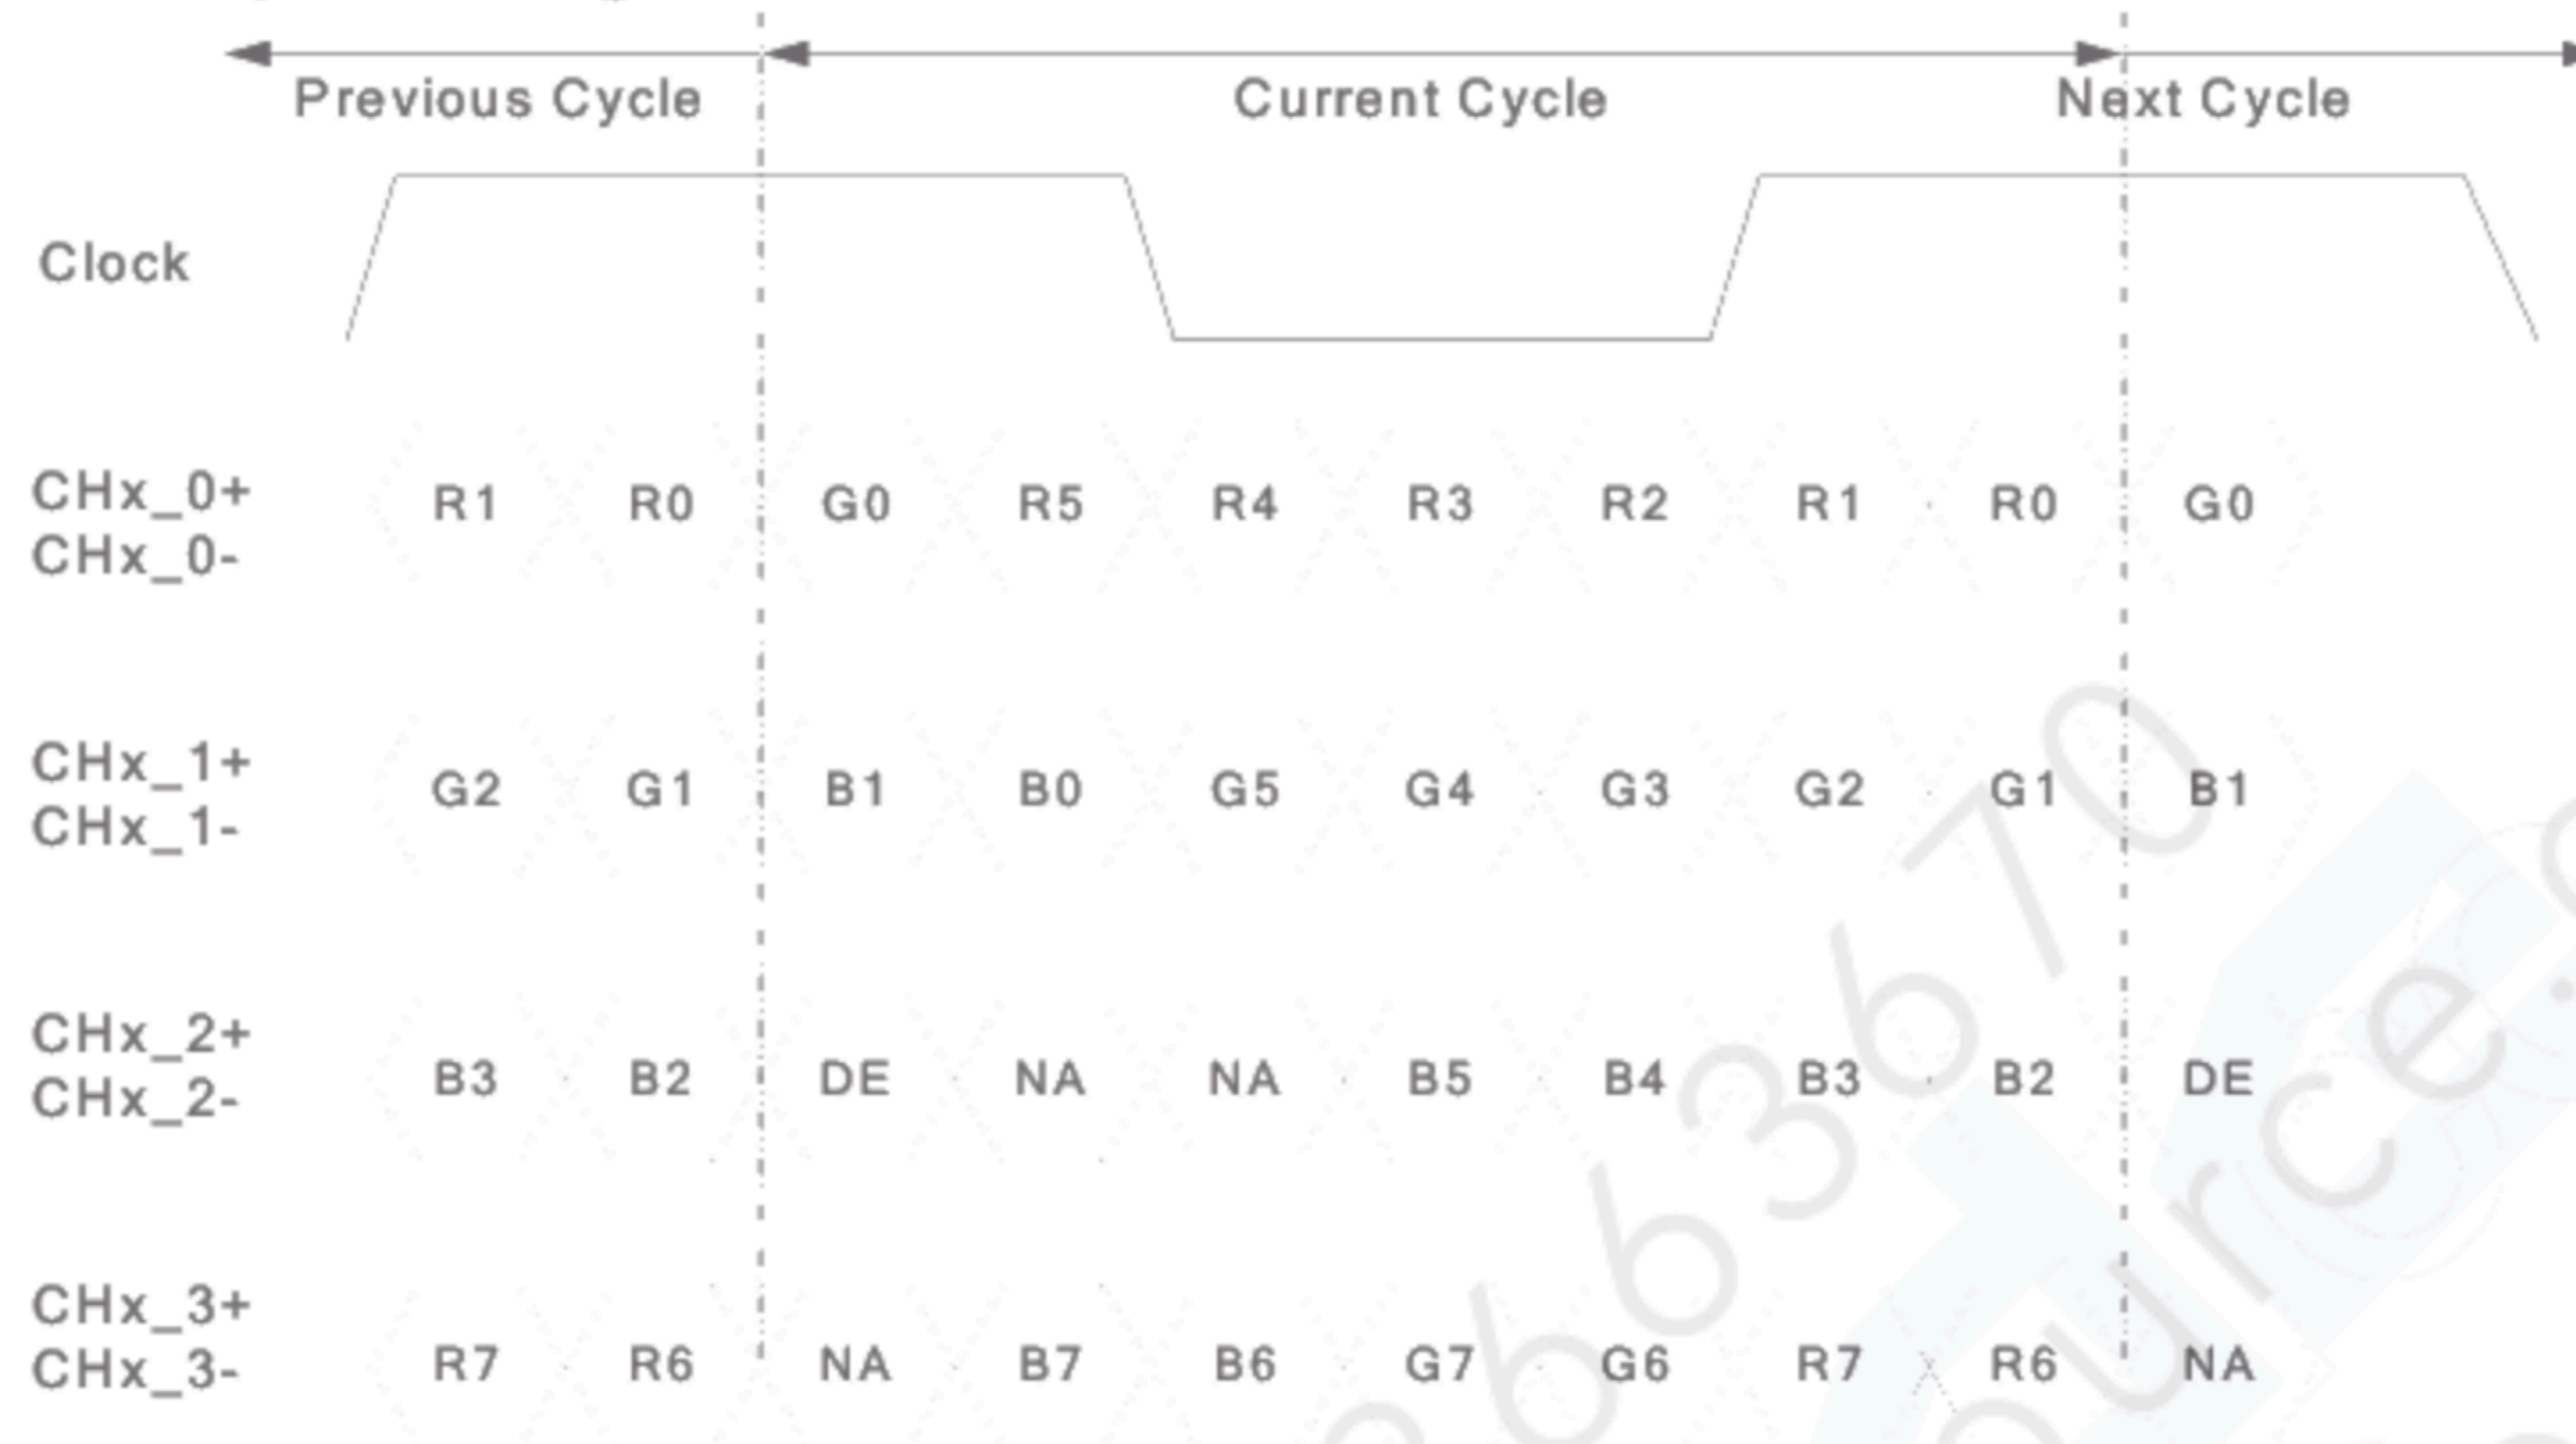 Previous Cycle Current Cycle Next Cycle
Clock
CHx_0+
CHx_0-
R1 R0 G0 R5 R4 R3 R2 R1 R0 G0
CHx_1+
CHx_1-
G2 G1 B1 B0 G5 G4 G3 G2 G1 B1
CHx_2+
CHx_2-
B3 B2 DE NA NA B5 B4 B3 B2 DE
CHx_3+
CHx_3-
R7 R6 NA B7 B6 G7 G6 R7 R6 NA
663670
ource.